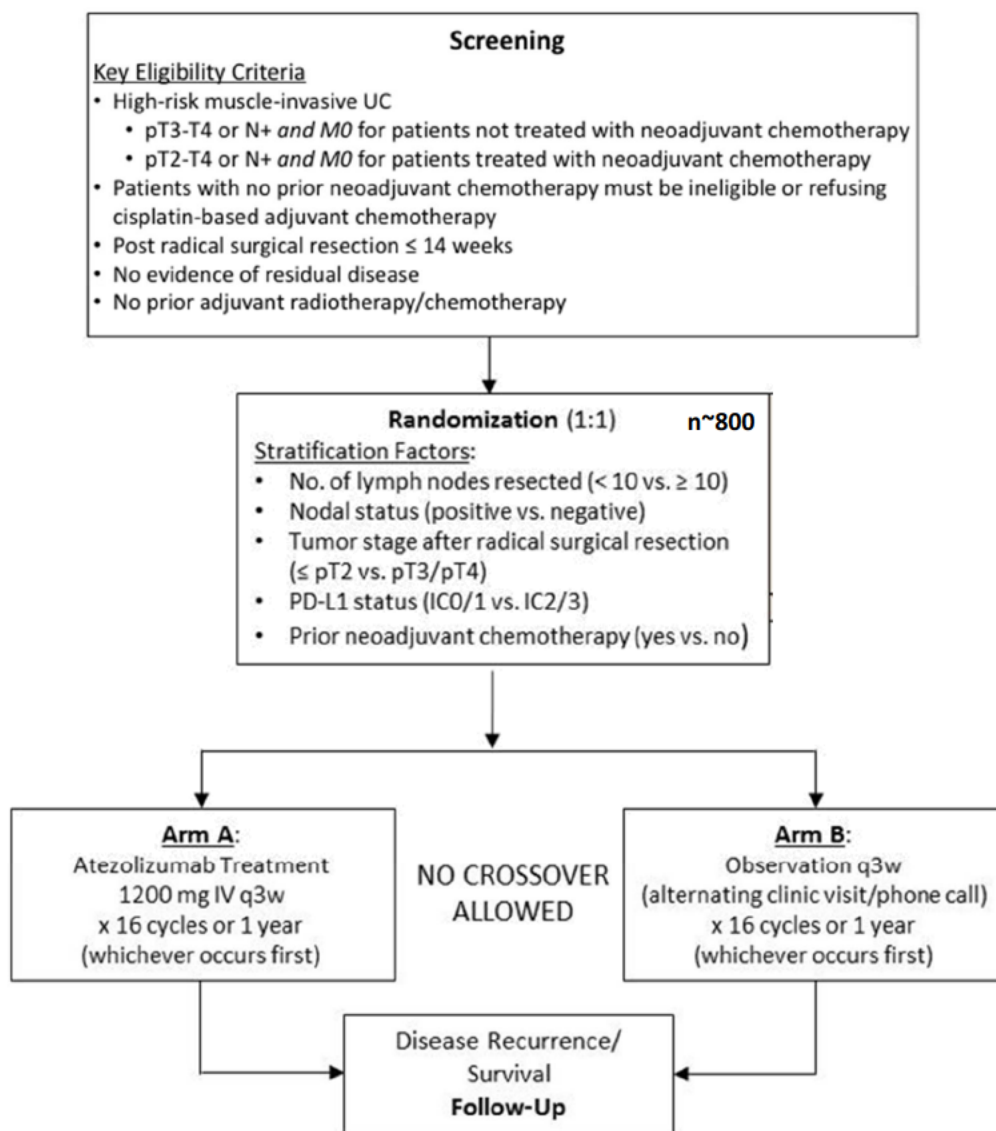 Screening
Key Eligibility Criteria
• High-risk muscle-invasive UC
• pT3-T4 or N+ and M0 for patients not treated with neoadjuvant chemotherapy
• pT2-T4 or N+ and M0 for patients treated with neoadjuvant chemotherapy
• Patients with no prior neoadjuvant chemotherapy must be ineligible or refusing
cisplatin-based adjuvant chemotherapy
• Post radical surgical resection ≤ 14 weeks
• No evidence of residual disease
• No prior adjuvant radiotherapy/chemotherapy
Randomization (1:1) n~800
Stratification Factors:
• No. of lymph nodes resected (< 10 vs. ≥ 10)
• Nodal status (positive vs. negative)
• Tumor stage after radical surgical resection
(≤ pT2 vs. pT3/pT4)
• PD-L1 status (IC0/1 vs. IC2/3)
• Prior neoadjuvant chemotherapy (yes vs. no)
Arm A:
Atezolizumab Treatment
1200 mg IV q3w
x 16 cycles or 1 year
(whichever occurs first)
NO CROSSOVER
ALLOWED
Arm B:
Observation q3w
(alternating clinic visit/phone call)
x 16 cycles or 1 year
(whichever occurs first)
Disease Recurrence/
Survival
Follow-Up